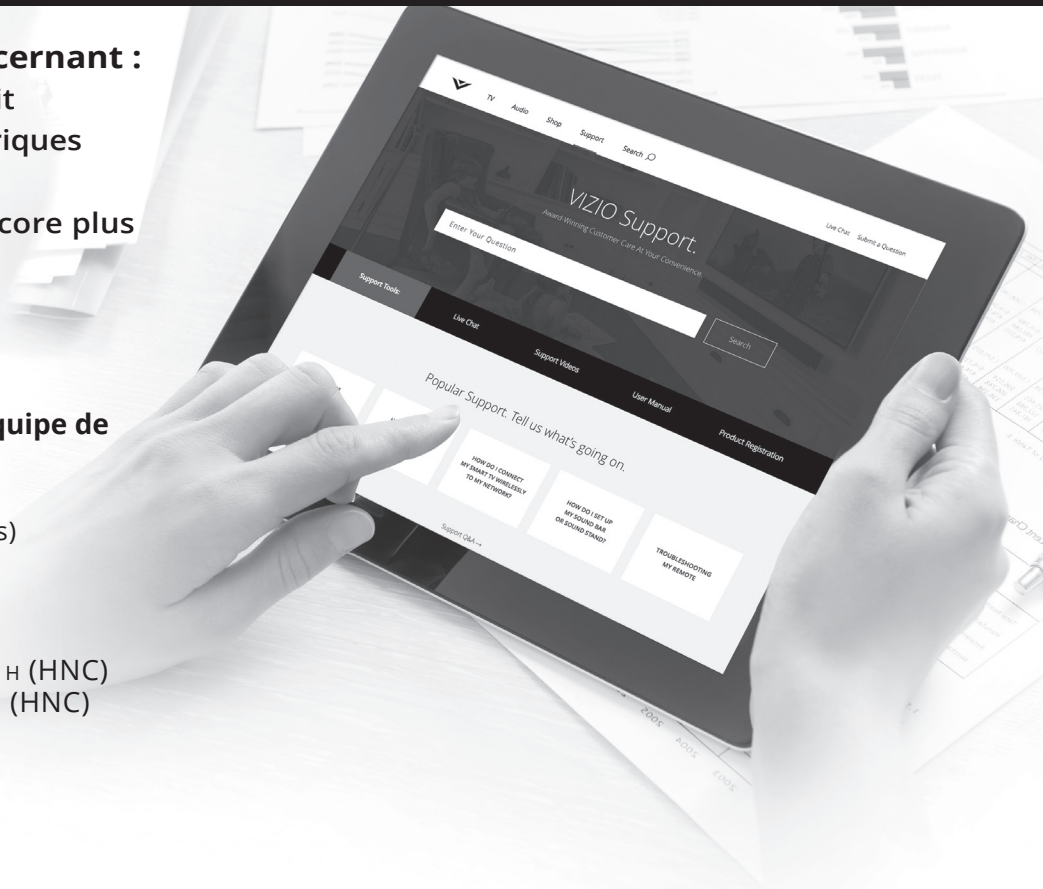 cernant :
it
riques
core plus
quipe de
s)
H (HNC)
(HNC)
TV Audio Shop Support Search
Live Chat Submit a Question
VIZIO Support.
Award-Winning Customer Care At Your Convenience.
Enter Your Question
Search
Support Tools:
Live Chat
Support Videos
User Manual
Product Registration
Popular Support. Tell us what's going on.
HOW DO I CONNECT
MY SMART TV WIRELESSLY
TO MY NETWORK?
HOW DO I SET UP
MY SOUND BAR
OR SOUND STAND?
TROUBLESHOOTING
MY REMOTE
Support Q&A →